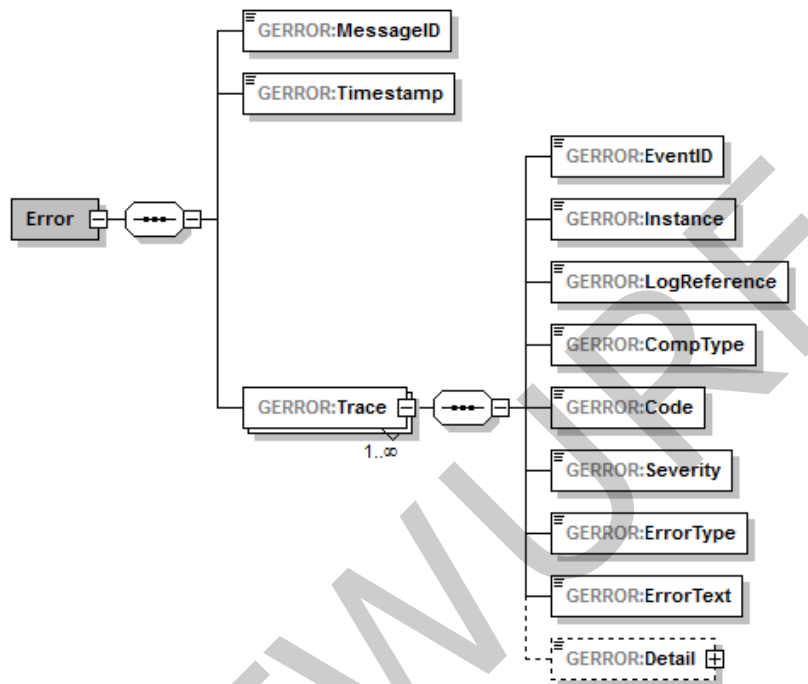 GERROR:MessageID
GERROR:Timestamp
GERROR:EventID
Error
GERROR:Instance
GERROR:LogReference
GERROR:CompType
GERROR:Trace
GERROR:Code
1..∞
GERROR:Severity
GERROR:ErrorType
GERROR:ErrorText
GERROR:Detail